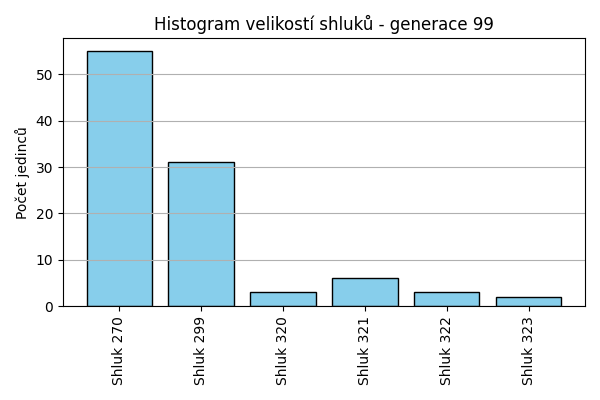 Histogram velikostí shluků - generace 99
Počet jedinců
50
40
30
20
10
0
Shluk 270
Shluk 299
Shluk 320
Shluk 321
Shluk 322
Shluk 323